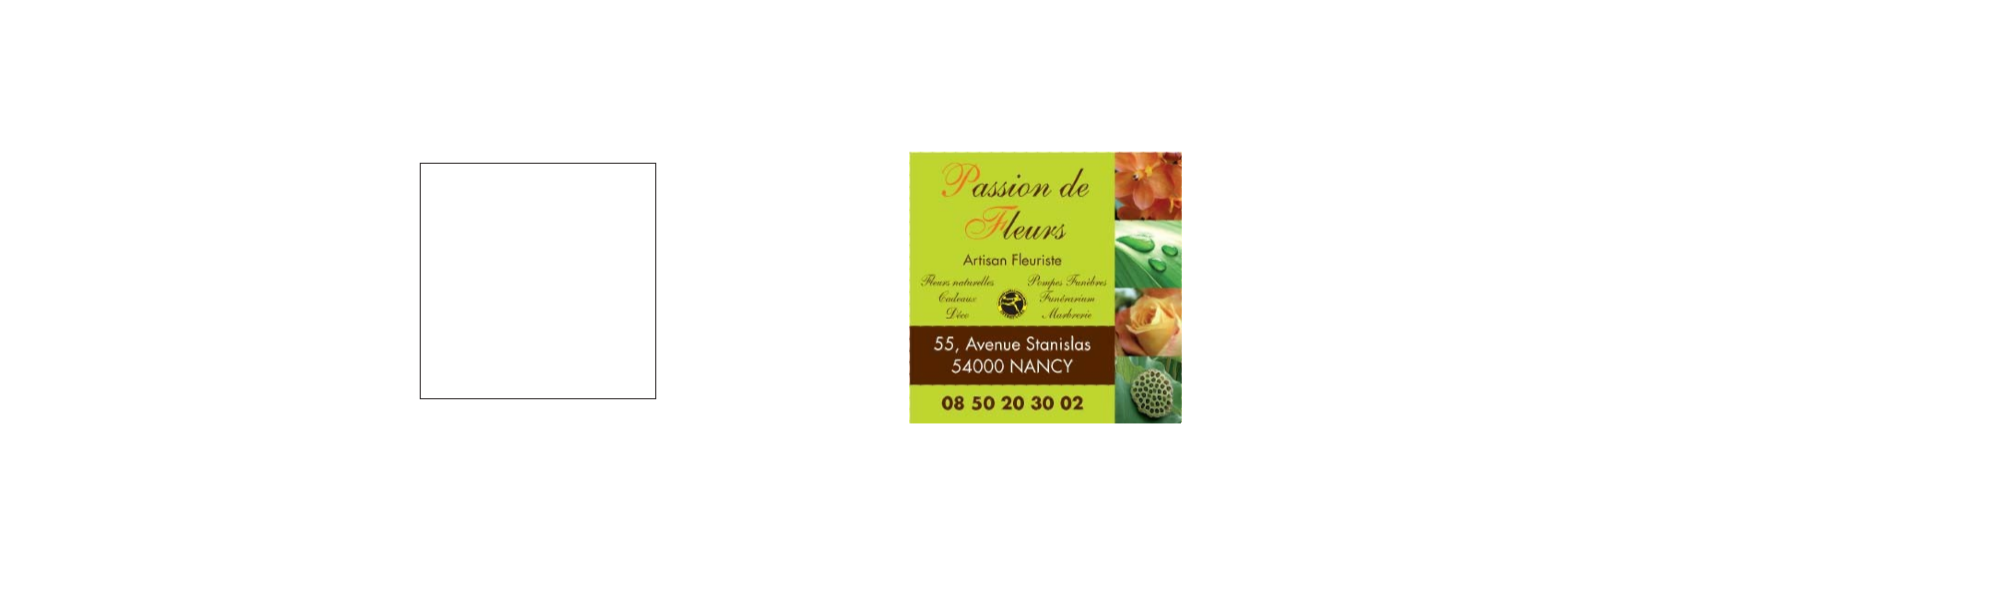 Passion de
Fleurs
Artisan Fleuriste
Fleurs naturelles
Cadeaux
Déco
Pompes Funèbres
Funérarium
Marbrerie
55, Avenue Stanislas
54000 NANCY
08 50 20 30 02